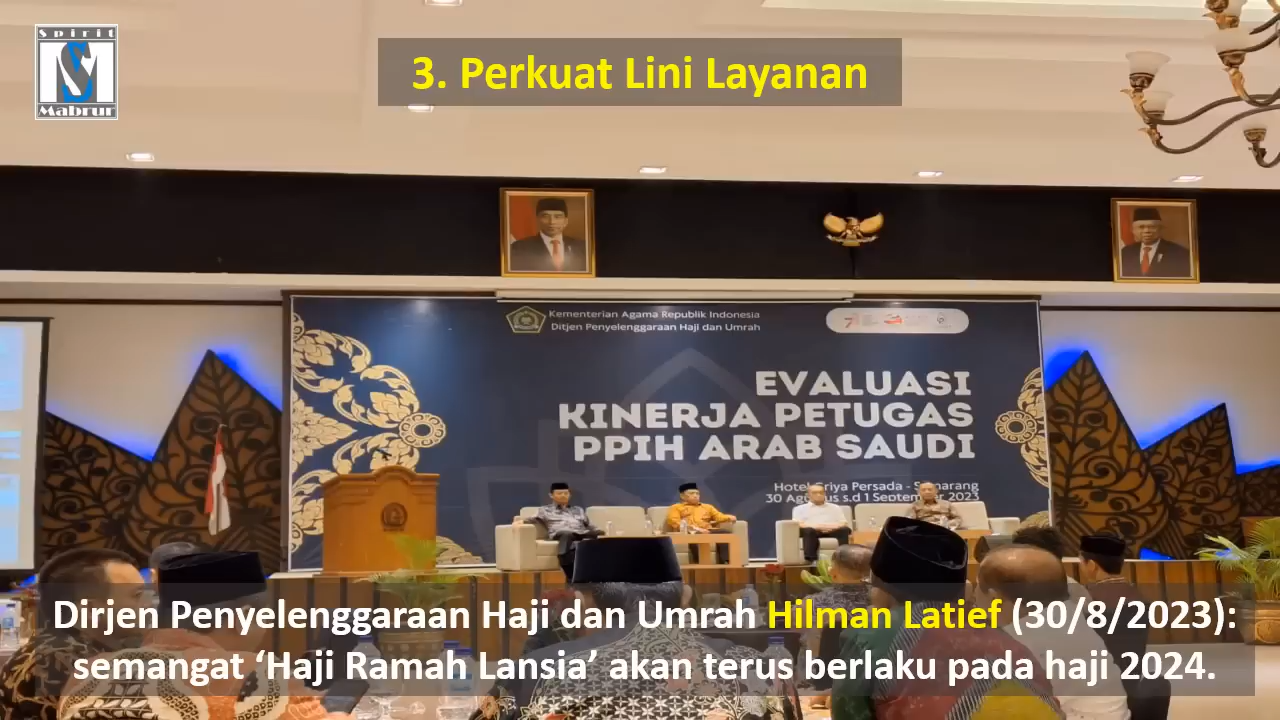 Spirit
SM
Mabrur
3. Perkuat Lini Layanan
Kementerian Agama Republik Indonesia
Ditjen Penyelenggaraan Haji dan Umrah
EVALUASI
KINERJA PETUGAS
PPIH ARAB SAUDI
Hotel Griya Persada - Semarang
30 Agustus s.d 1 September 2023
Dirjen Penyelenggaraan Haji dan Umrah Hilman Latief (30/8/2023):
semangat ‘Haji Ramah Lansia’ akan terus berlaku pada haji 2024.